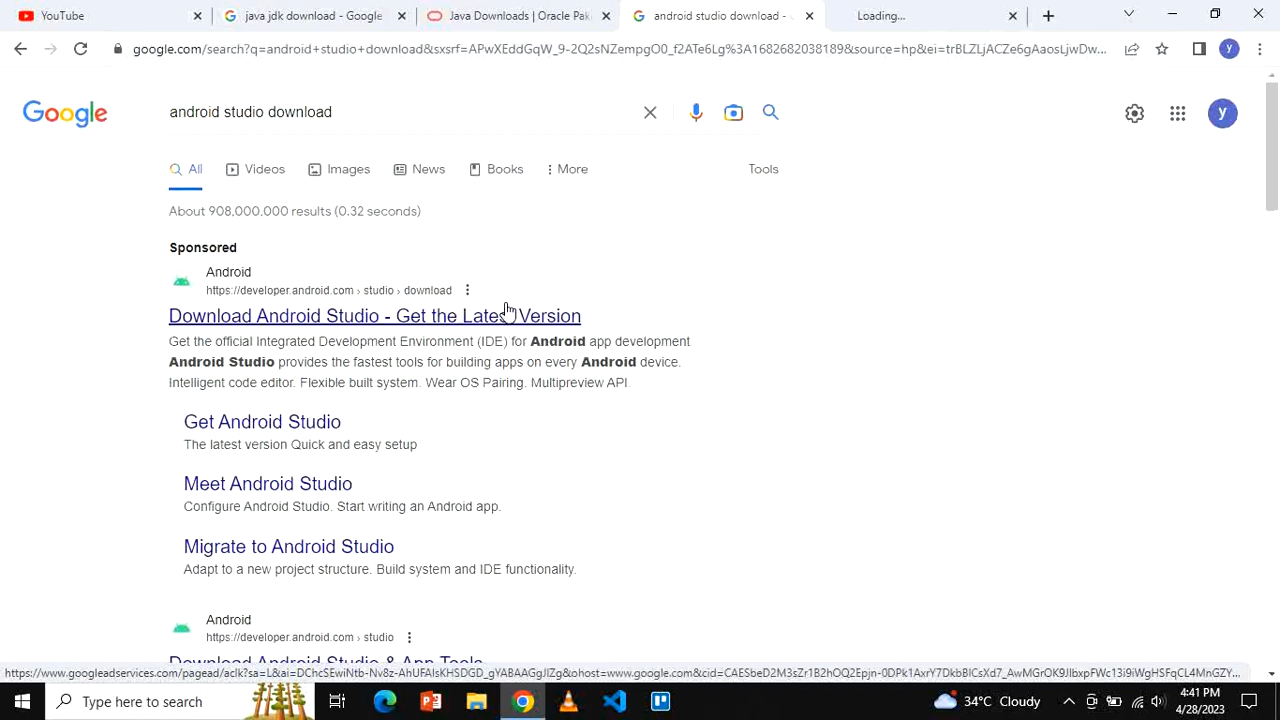 YouTube
java jdk download - Google
Java Downloads | Oracle Pak
android studio download -
Loading...
google.com/search?q=android+studio+download&sxsrf=APwXEddGqW_9-2Q2sNZempgO0_f2ATe6Lg%3A1682682038189&source=hp&ei=trBLZLjACZe6gAaosLjwDw...
y
Google
android studio download
y
All
Videos
Images
News
Books
More
Tools
About 908,000,000 results (0.32 seconds)
Sponsored
Android
https://developer.android.com › studio › download
Download Android Studio - Get the Latest Version
Get the official Integrated Development Environment (IDE) for Android app development
Android Studio provides the fastest tools for building apps on every Android device.
Intelligent code editor. Flexible built system. Wear OS Pairing. Multipreview API.
Get Android Studio
The latest version Quick and easy setup
Meet Android Studio
Configure Android Studio. Start writing an Android app.
Migrate to Android Studio
Adapt to a new project structure. Build system and IDE functionality.
Android
https://developer.android.com › studio
Download Android Studio & App Tools
Type here to search
34°C Cloudy
4:41 PM
4/28/2023